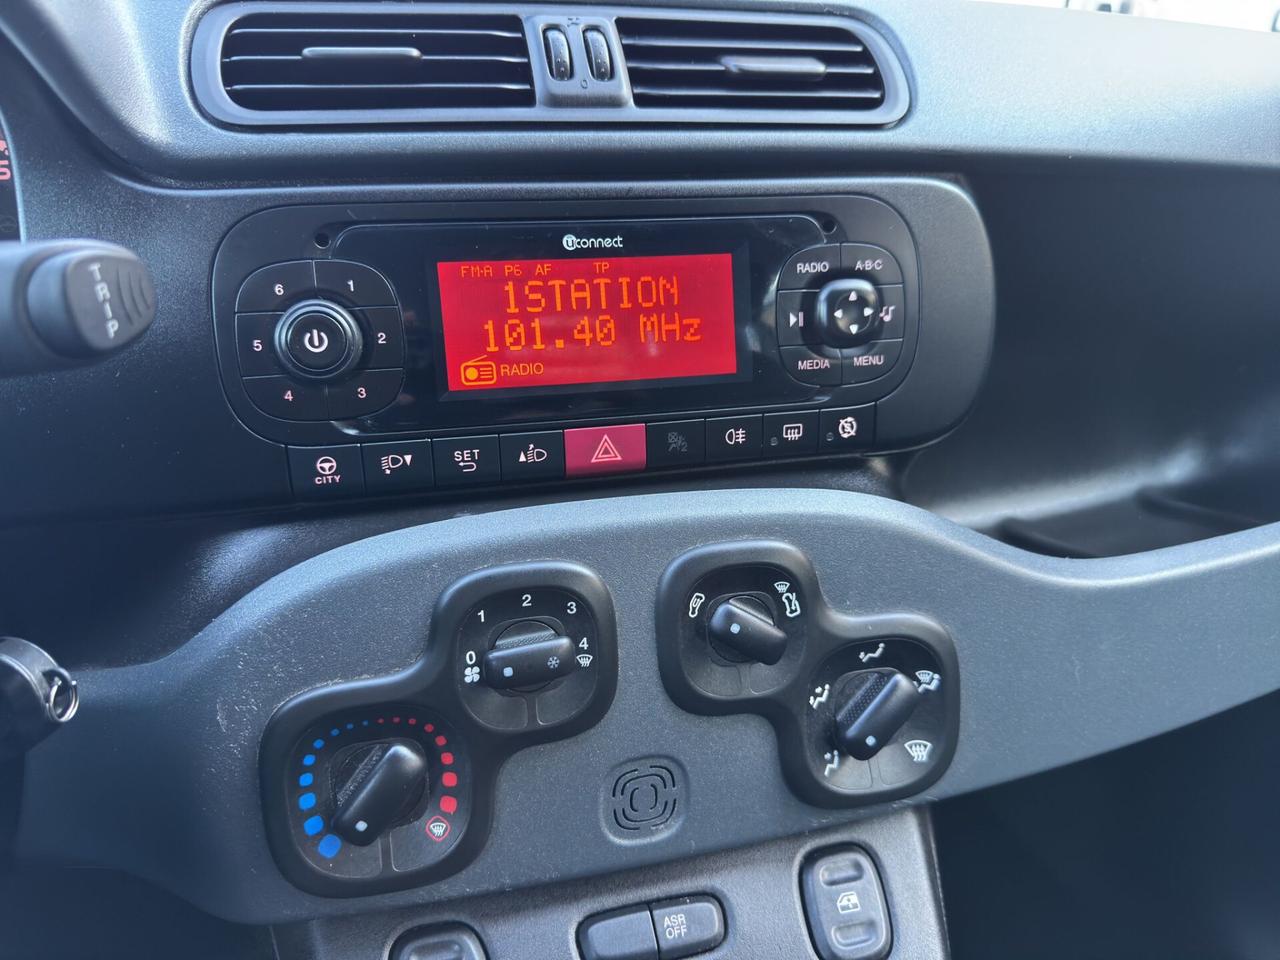 uconnect
FM-A P6 AF TP
1STATION
101.40 MHz
RADIO
6 1
5 2
4 3
RADIO A·B·C
MEDIA MENU
TRIP
CITY
SET
0 1 2 3 4
ASR
OFF